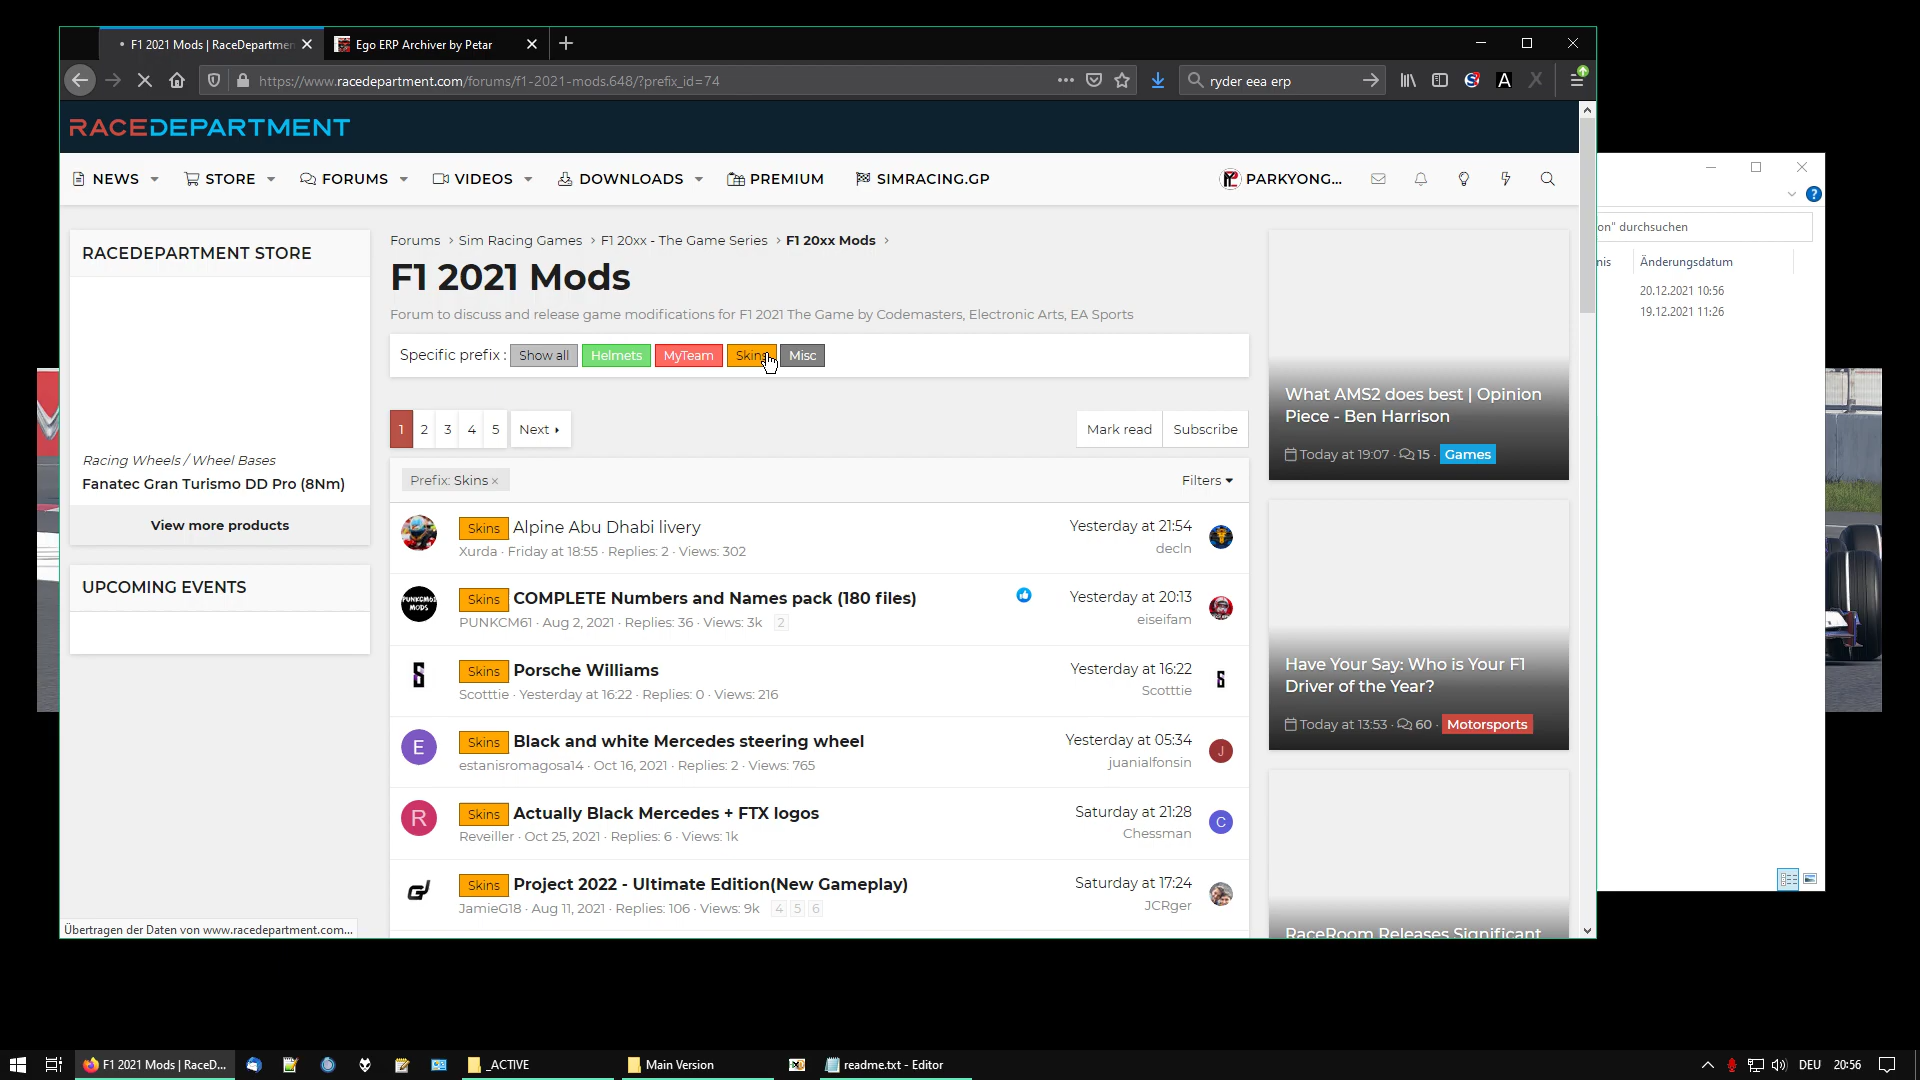 F1 2021 Mods | RaceDepartmen
Ego ERP Archiver by Petar
https://www.racedepartment.com/forums/f1-2021-mods.648/?prefix_id=74
ryder eea erp
RACEDEPARTMENT
NEWS
STORE
FORUMS
VIDEOS
DOWNLOADS
PREMIUM
SIMRACING.GP
PARKYONG...
RACEDEPARTMENT STORE
Racing Wheels / Wheel Bases
Fanatec Gran Turismo DD Pro (8Nm)
View more products
UPCOMING EVENTS
Forums › Sim Racing Games › F1 20xx - The Game Series › F1 20xx Mods ›
F1 2021 Mods
Forum to discuss and release game modifications for F1 2021 The Game by Codemasters, Electronic Arts, EA Sports
Specific prefix : Show all Helmets MyTeam Skins Misc
1 2 3 4 5 Next
Mark read Subscribe
Prefix: Skins ×
Filters
Skins Alpine Abu Dhabi livery
Xurda · Friday at 18:55 · Replies: 2 · Views: 302
Yesterday at 21:54
decln
PUNKCM61
MODS
Skins COMPLETE Numbers and Names pack (180 files)
PUNKCM61 · Aug 2, 2021 · Replies: 36 · Views: 3k 2
Yesterday at 20:13
eiseifam
Skins Porsche Williams
Scotttie · Yesterday at 16:22 · Replies: 0 · Views: 216
Yesterday at 16:22
Scotttie
E
Skins Black and white Mercedes steering wheel
estanisromagosa14 · Oct 16, 2021 · Replies: 2 · Views: 765
Yesterday at 05:34
juanialfonsin
J
R
Skins Actually Black Mercedes + FTX logos
Reveiller · Oct 25, 2021 · Replies: 6 · Views: 1k
Saturday at 21:28
Chessman
C
Skins Project 2022 - Ultimate Edition(New Gameplay)
JamieG18 · Aug 11, 2021 · Replies: 106 · Views: 9k 4 5 6
Saturday at 17:24
JCRger
What AMS2 does best | Opinion
Piece - Ben Harrison
Today at 19:07 · 15 · Games
Have Your Say: Who is Your F1
Driver of the Year?
Today at 13:53 · 60 · Motorsports
RaceRoom Releases Significant
on" durchsuchen
nis
Änderungsdatum
20.12.2021 10:56
19.12.2021 11:26
Übertragen der Daten von www.racedepartment.com...
F1 2021 Mods | RaceD...
_ACTIVE
Main Version
readme.txt - Editor
DEU
20:56